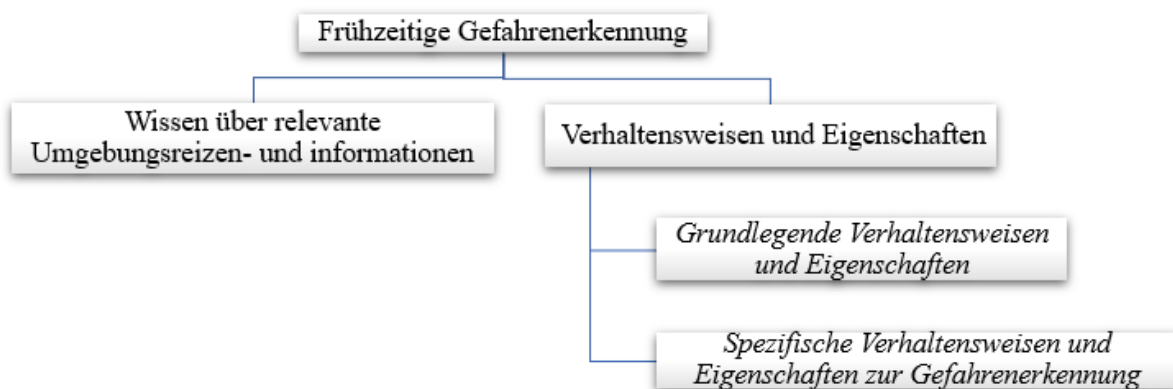 Frühzeitige Gefahrenerkennung
Wissen über relevante
Umgebungsreizen- und informationen
Verhaltensweisen und Eigenschaften
Grundlegende Verhaltensweisen
und Eigenschaften
Spezifische Verhaltensweisen und
Eigenschaften zur Gefahrenerkennung